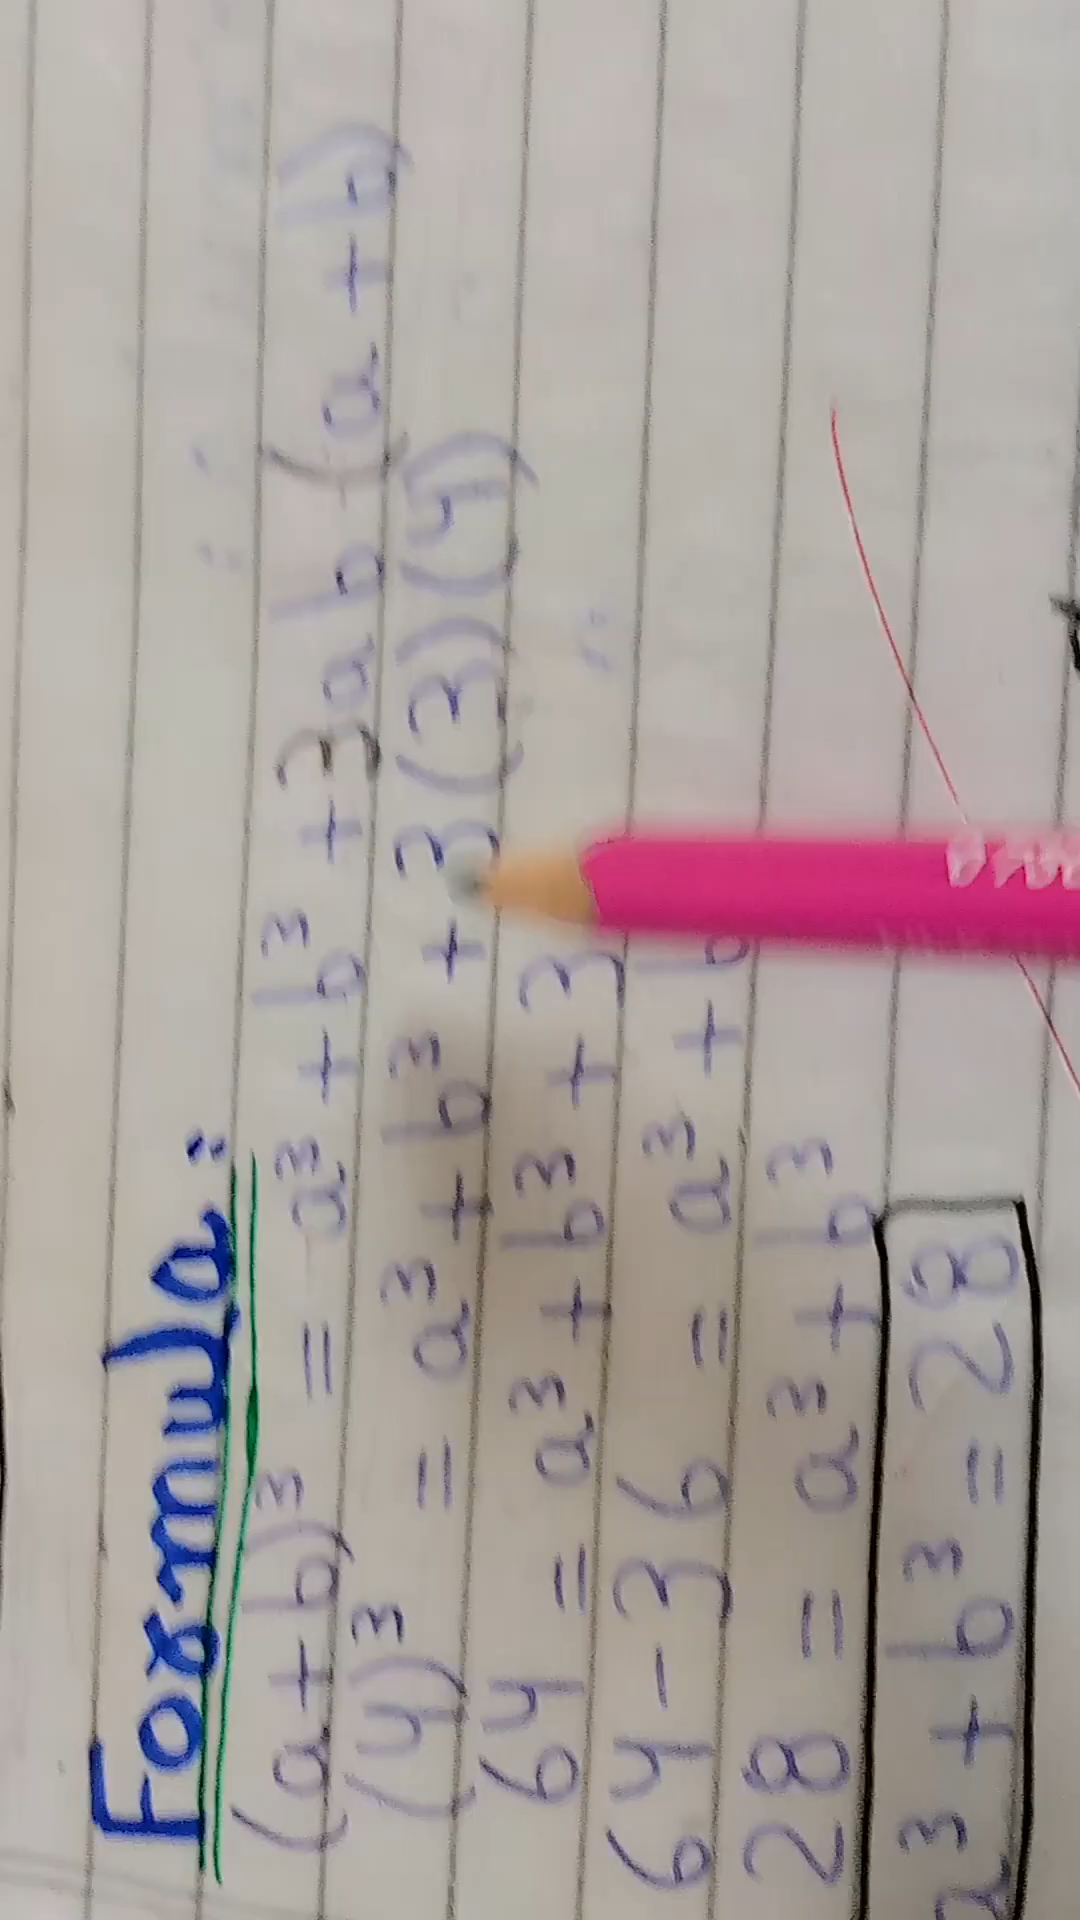 Formula :
(a+b)³ = a³ + b³ + 3ab(a+b)
(4)³ = a³ + b³ + 3(3)(4)
64 = a³ + b³ + 3
64 - 36 = a³ + b
28 = a³ + b³
a³ + b³ = 28